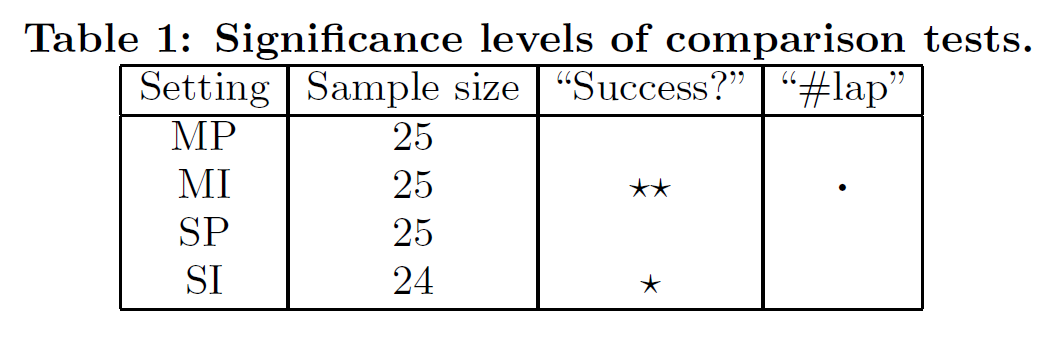 Table 1: Significance levels of comparison tests.
Setting Sample size “Success?” “#lap”
MP 25
MI 25 ⋆⋆ ·
SP 25
SI 24 ⋆